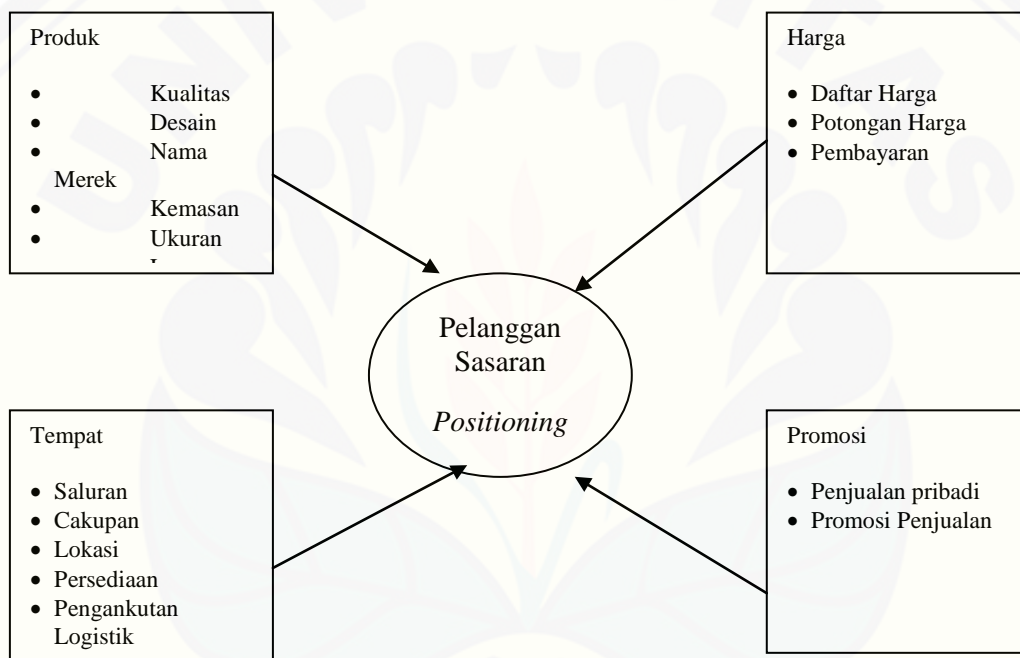 Produk
• Kualitas
• Desain
• Nama
Merek
• Kemasan
• Ukuran
Harga
• Daftar Harga
• Potongan Harga
• Pembayaran
Pelanggan
Sasaran
Positioning
Tempat
• Saluran
• Cakupan
• Lokasi
• Persediaan
• Pengankutan
Logistik
Promosi
• Penjualan pribadi
• Promosi Penjualan